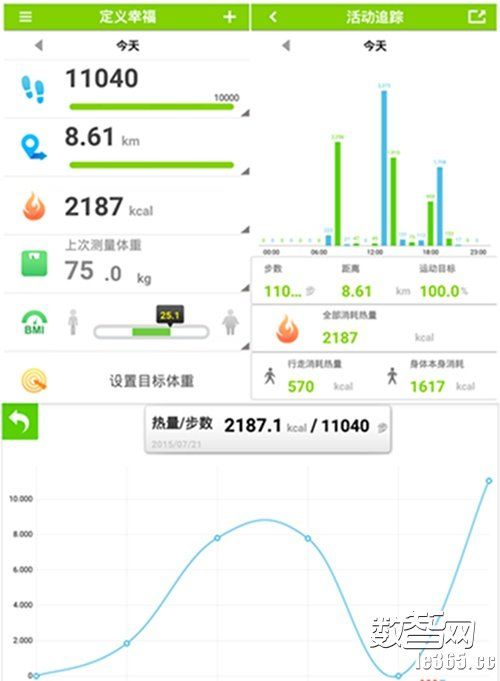 定义幸福
今天
11040
10000
8.61 km
2187 kcal
上次测量体重
75.0 kg
BMI
25.1
设置目标体重
活动追踪
今天
00:00 06:00 12:00 18:00 23:00
步数 距离 运动目标
110... 步 8.61 km 100.0%
全部消耗热量
2187 kcal
行走消耗热量 身体本身消耗
570 kcal 1617 kcal
热量/步数 2187.1 kcal / 11040 步
2015/07/21
10.000
8.000
6.000
4.000
2.000
0
数智网
le365.cc